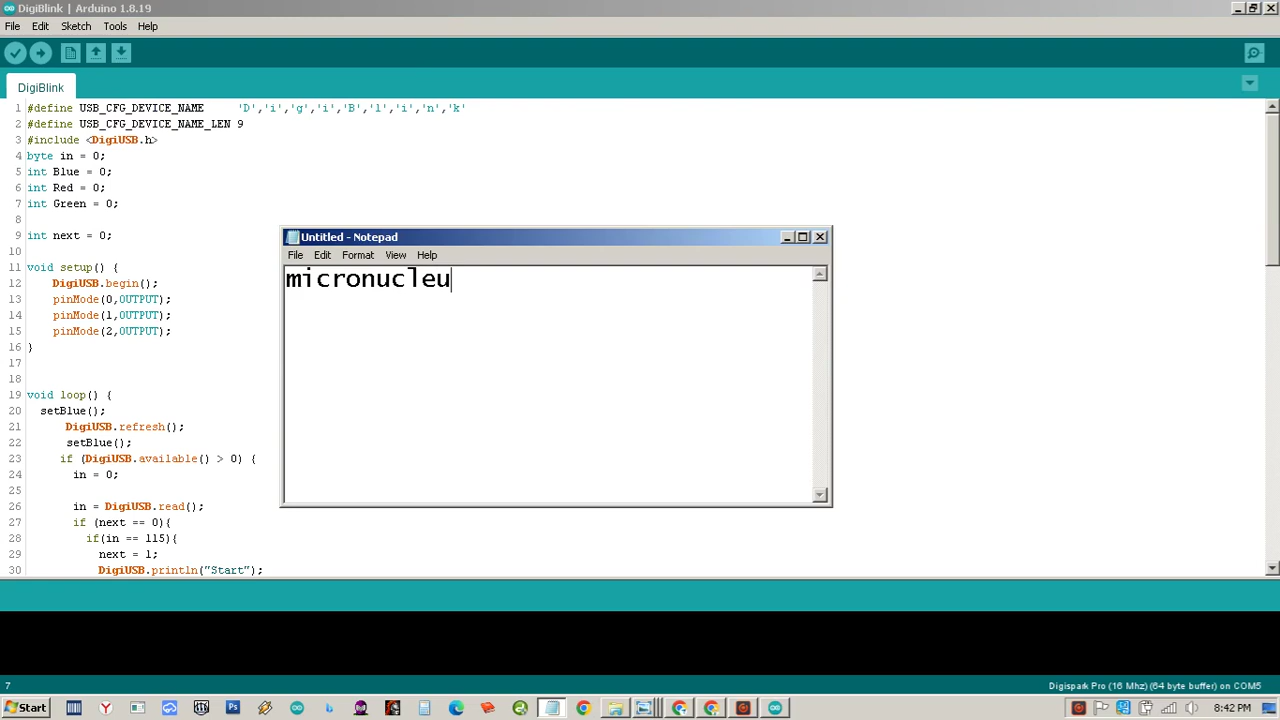 DigiBlink | Arduino 1.8.19
File Edit Sketch Tools Help
DigiBlink
1 #define USB_CFG_DEVICE_NAME 'D','i','g','i','B','l','i','n','k'
2 #define USB_CFG_DEVICE_NAME_LEN 9
3 #include <DigiUSB.h>
4 byte in = 0;
5 int Blue = 0;
6 int Red = 0;
7 int Green = 0;
8
9 int next = 0;
10
11 void setup() {
12 DigiUSB.begin();
13 pinMode(0,OUTPUT);
14 pinMode(1,OUTPUT);
15 pinMode(2,OUTPUT);
16 }
17
18
19 void loop() {
20 setBlue();
21 DigiUSB.refresh();
22 setBlue();
23 if (DigiUSB.available() > 0) {
24 in = 0;
25
26 in = DigiUSB.read();
27 if (next == 0){
28 if(in == 115){
29 next = 1;
30 DigiUSB.println("Start");
Untitled - Notepad
File Edit Format View Help
micronucleu
7 Digispark Pro (16 Mhz) (64 byte buffer) on COM5
Start 8:42 PM